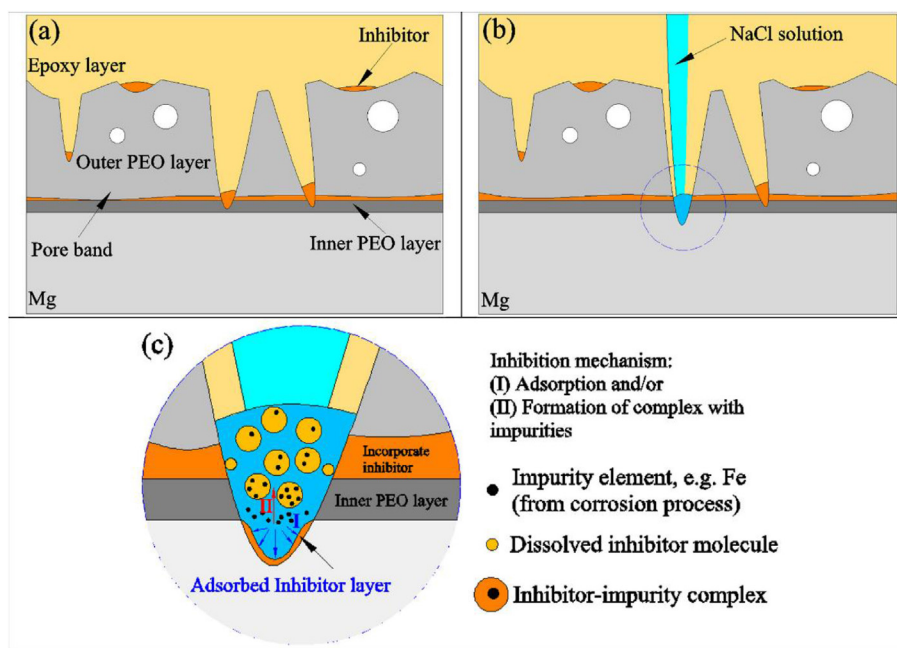 (a)
Inhibitor
Epoxy layer
Outer PEO layer
Pore band
Inner PEO layer
Mg
(b)
NaCl solution
Mg
(c)
Incorporate
inhibitor
Inner PEO layer
II
I
Adsorbed Inhibitor layer
Inhibition mechanism:
(I) Adsorption and/or
(II) Formation of complex with
impurities
Impurity element, e.g. Fe
(from corrosion process)
Dissolved inhibitor molecule
Inhibitor-impurity complex